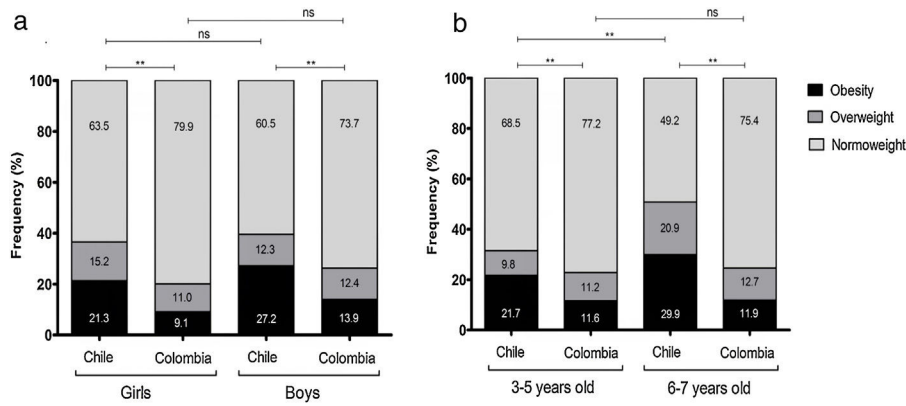 a
ns
ns
**
**
Frequency (%)
100
80
60
40
20
0
63.5
79.9
60.5
73.7
15.2
11.0
12.3
12.4
21.3
9.1
27.2
13.9
Chile
Colombia
Chile
Colombia
Girls
Boys
b
ns
**
**
**
Frequency (%)
100
80
60
40
20
0
68.5
77.2
49.2
75.4
9.8
11.2
20.9
12.7
21.7
11.6
29.9
11.9
Chile
Colombia
Chile
Colombia
3-5 years old
6-7 years old
Obesity
Overweight
Normoweight